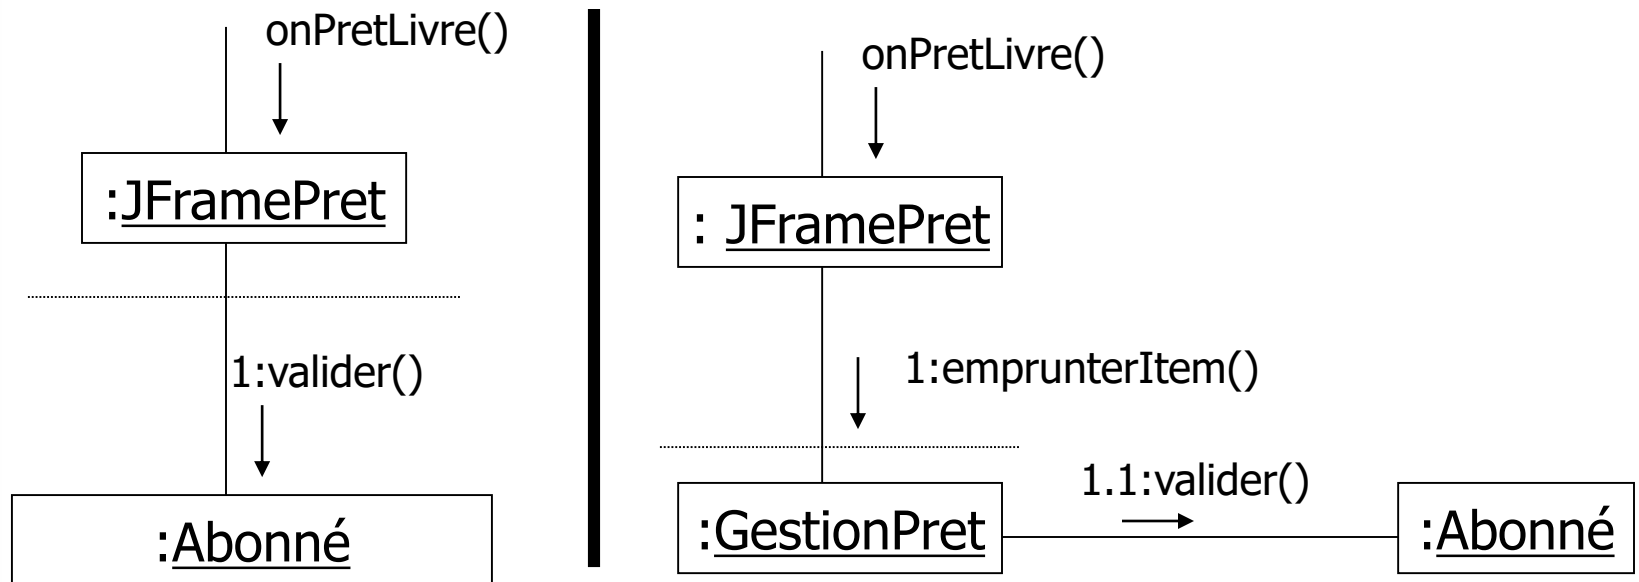 onPretLivre()
:JFramePret
1:valider()
:Abonné
onPretLivre()
: JFramePret
1:emprunterItem()
1.1:valider()
:GestionPret
:Abonné